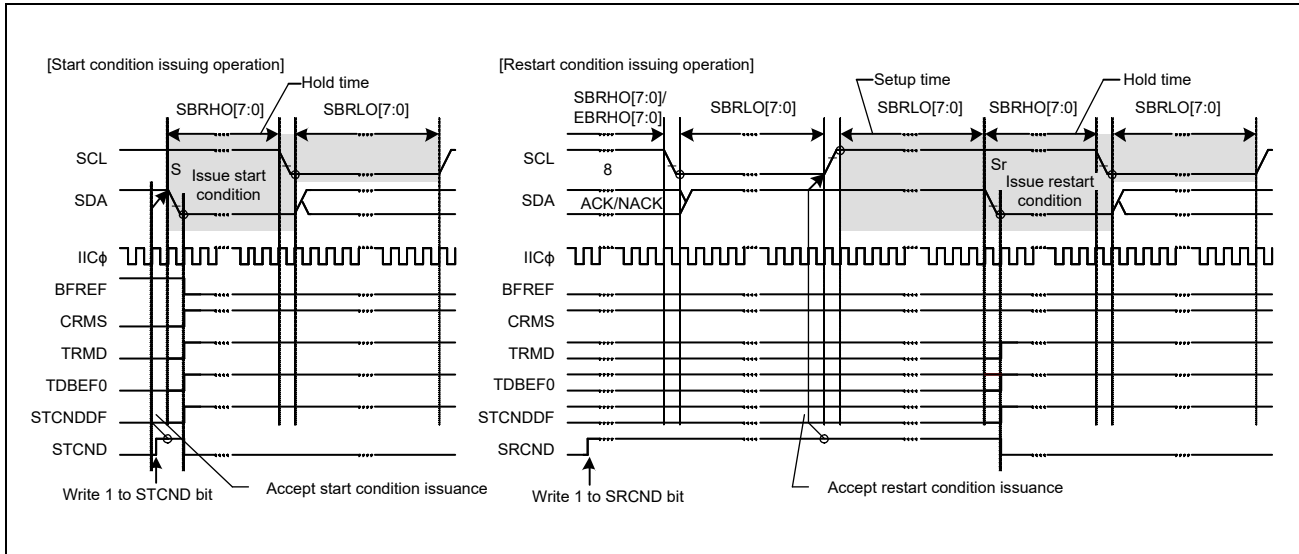 [Start condition issuing operation]
Hold time
SBRHO[7:0]
SBRLO[7:0]
SCL
S
Issue start
condition
SDA
IICϕ
BFREF
CRMS
TRMD
TDBEF0
STCNDDF
STCND
Write 1 to STCND bit
Accept start condition issuance
[Restart condition issuing operation]
Setup time
Hold time
SBRHO[7:0]/
EBRHO[7:0]
SBRLO[7:0]
SBRLO[7:0]
SBRHO[7:0]
SBRLO[7:0]
SCL
8
Sr
Issue restart
condition
SDA
ACK/NACK
IICϕ
BFREF
CRMS
TRMD
TDBEF0
STCNDDF
SRCND
Write 1 to SRCND bit
Accept restart condition issuance